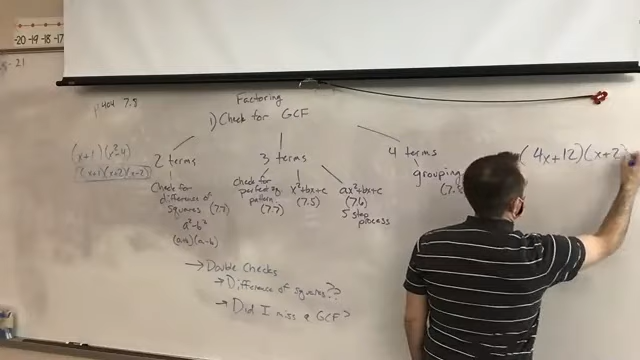 -20 -19 -18 -17
- 21
7.8
Factoring
1) Check for GCF
(x+1)(x²-4)
(x+1)(x+2)(x-2)
2 terms
Check for
difference of
squares (7.7)
a²-b²
(a+b)(a-b)
3 terms
Check for
perfect sq
pattern
(7.7)
x²+bx+c
(7.5)
ax²+bx+c
(7.6)
5 step
process
4 terms
grouping
(4x+12)(x+2)
→ Double Checks
→ Difference of Squares??
→ Did I miss a GCF?